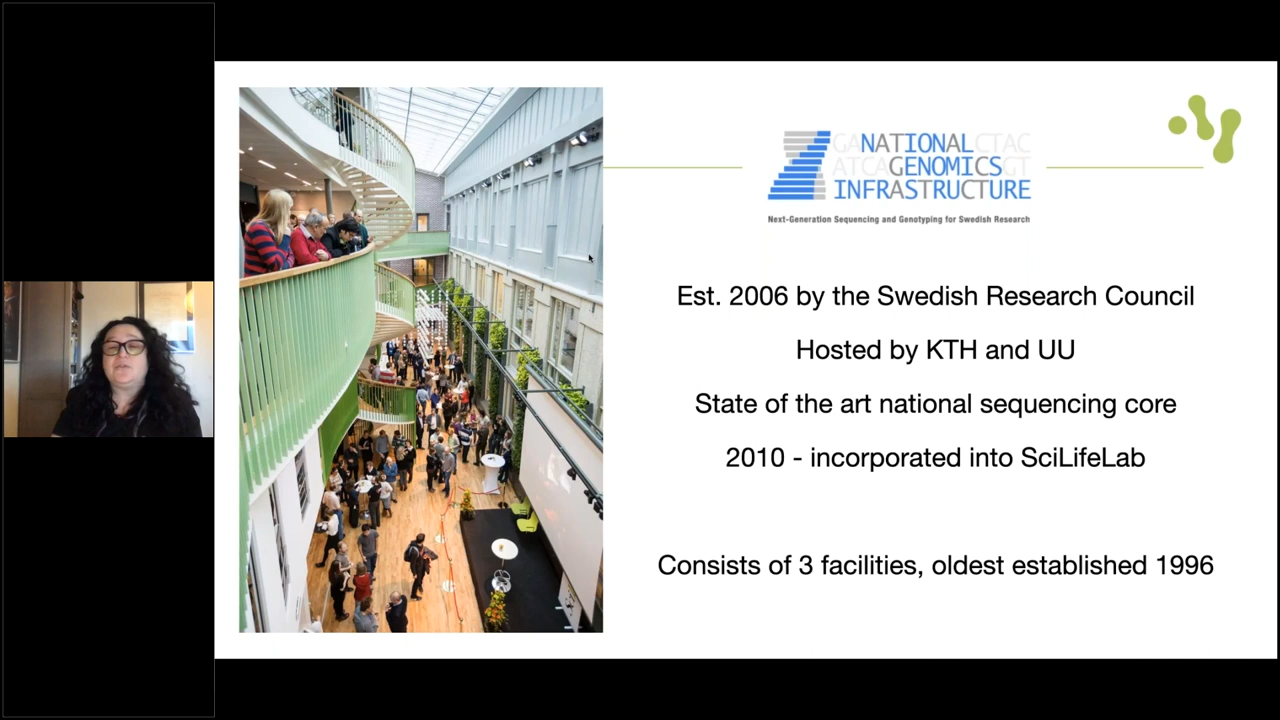 GANATIONALCTAC
ATCAGENOMICSGT
INFRASTRUCTURE
Next-Generation Sequencing and Genotyping for Swedish Research
Est. 2006 by the Swedish Research Council
Hosted by KTH and UU
State of the art national sequencing core
2010 - incorporated into SciLifeLab
Consists of 3 facilities, oldest established 1996